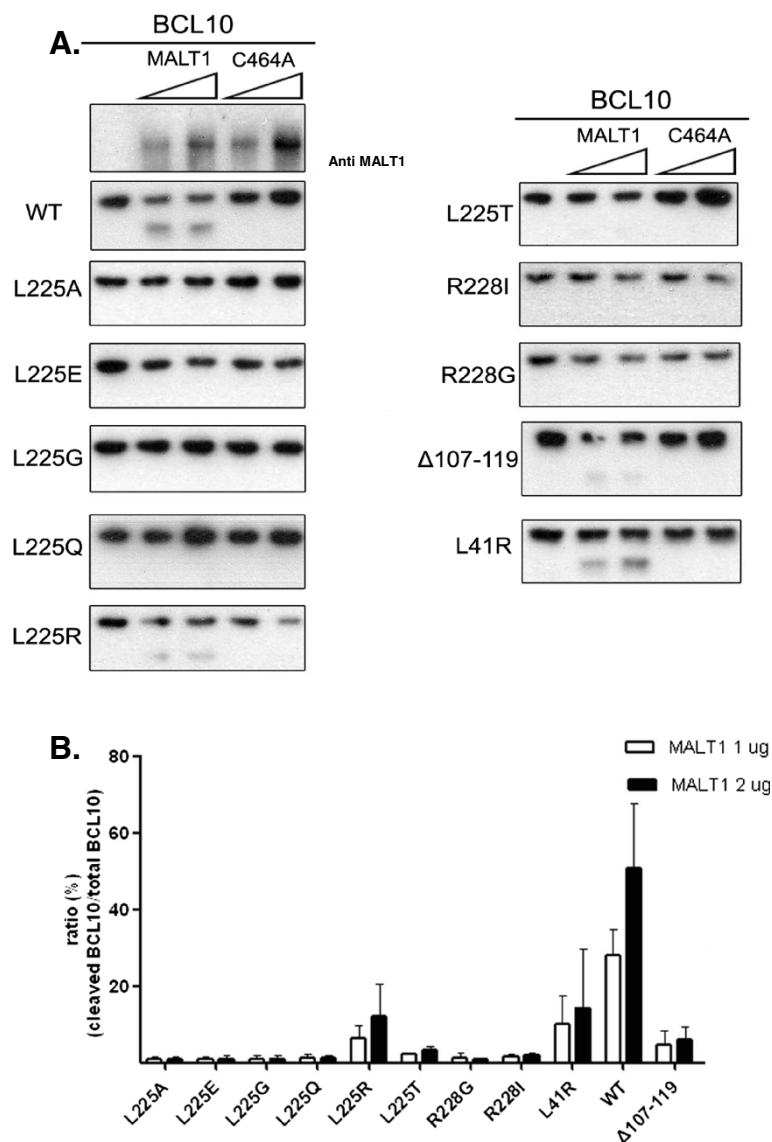 A.
BCL10
MALT1 C464A
Anti MALT1
WT
L225A
L225E
L225G
L225Q
L225R
BCL10
MALT1 C464A
L225T
R228I
R228G
Δ107-119
L41R
B.
MALT1 1 ug
MALT1 2 ug
ratio (%)
(cleaved BCL10/total BCL10)
80
60
40
20
L225A L225E L225G L225Q L225R L225T R228G R228I L41R WT Δ107-119